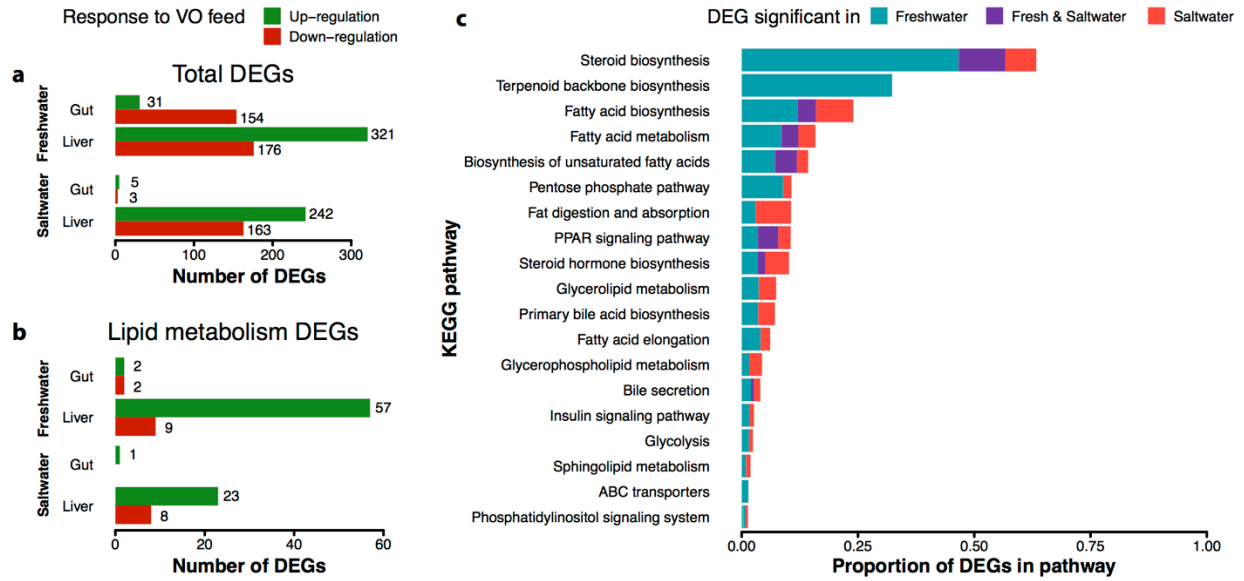 Response to VO feed
Up-regulation
Down-regulation
a
Total DEGs
Freshwater
Gut
31
154
Liver
321
176
Saltwater
Gut
5
3
Liver
242
163
0
100
200
300
Number of DEGs
b
Lipid metabolism DEGs
Freshwater
Gut
2
2
Liver
57
9
Saltwater
Gut
1
Liver
23
8
0
20
40
60
Number of DEGs
c
DEG significant in
Freshwater
Fresh & Saltwater
Saltwater
KEGG pathway
Steroid biosynthesis
Terpenoid backbone biosynthesis
Fatty acid biosynthesis
Fatty acid metabolism
Biosynthesis of unsaturated fatty acids
Pentose phosphate pathway
Fat digestion and absorption
PPAR signaling pathway
Steroid hormone biosynthesis
Glycerolipid metabolism
Primary bile acid biosynthesis
Fatty acid elongation
Glycerophospholipid metabolism
Bile secretion
Insulin signaling pathway
Glycolysis
Sphingolipid metabolism
ABC transporters
Phosphatidylinositol signaling system
0.00
0.25
0.50
0.75
1.00
Proportion of DEGs in pathway